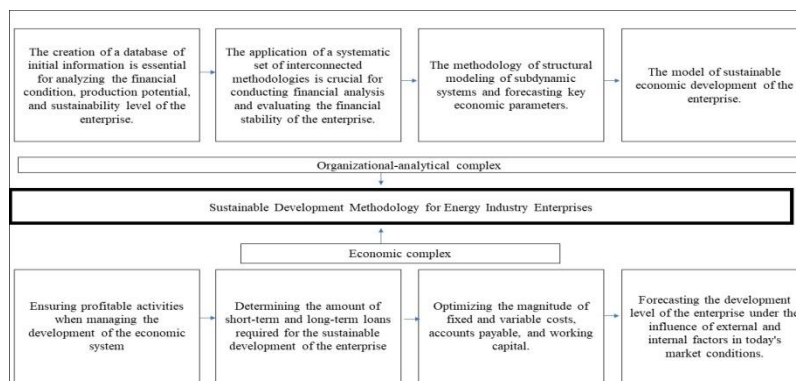 The creation of a database of
initial information is essential
for analyzing the financial
condition, production potential,
and sustainability level of the
enterprise.
The application of a systematic
set of interconnected
methodologies is crucial for
conducting financial analysis
and evaluating the financial
stability of the enterprise.
The methodology of structural
modeling of subdynamic
systems and forecasting key
economic parameters.
The model of sustainable
economic development of the
enterprise.
Organizational-analytical complex
Sustainable Development Methodology for Energy Industry Enterprises
Economic complex
Ensuring profitable activities
when managing the
development of the economic
system
Determining the amount of
short-term and long-term loans
required for the sustainable
development of the enterprise
Optimizing the magnitude of
fixed and variable costs,
accounts payable, and working
capital.
Forecasting the development
level of the enterprise under the
influence of external and
internal factors in today's
market conditions.